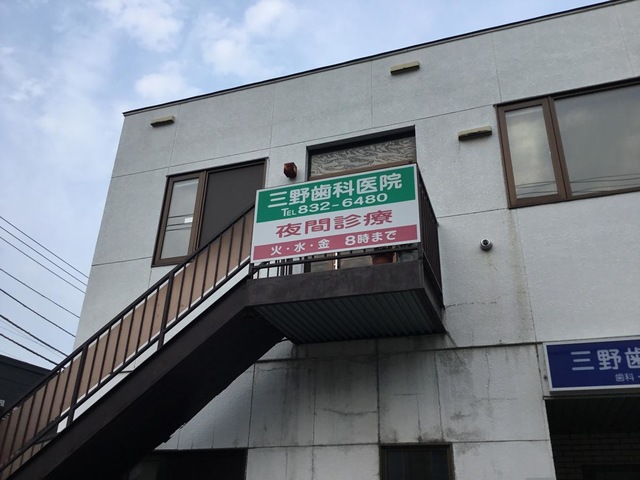 三野歯科医院
TEL 832-6480
夜間診療
火・水・金 8時まで
三野歯
歯科・